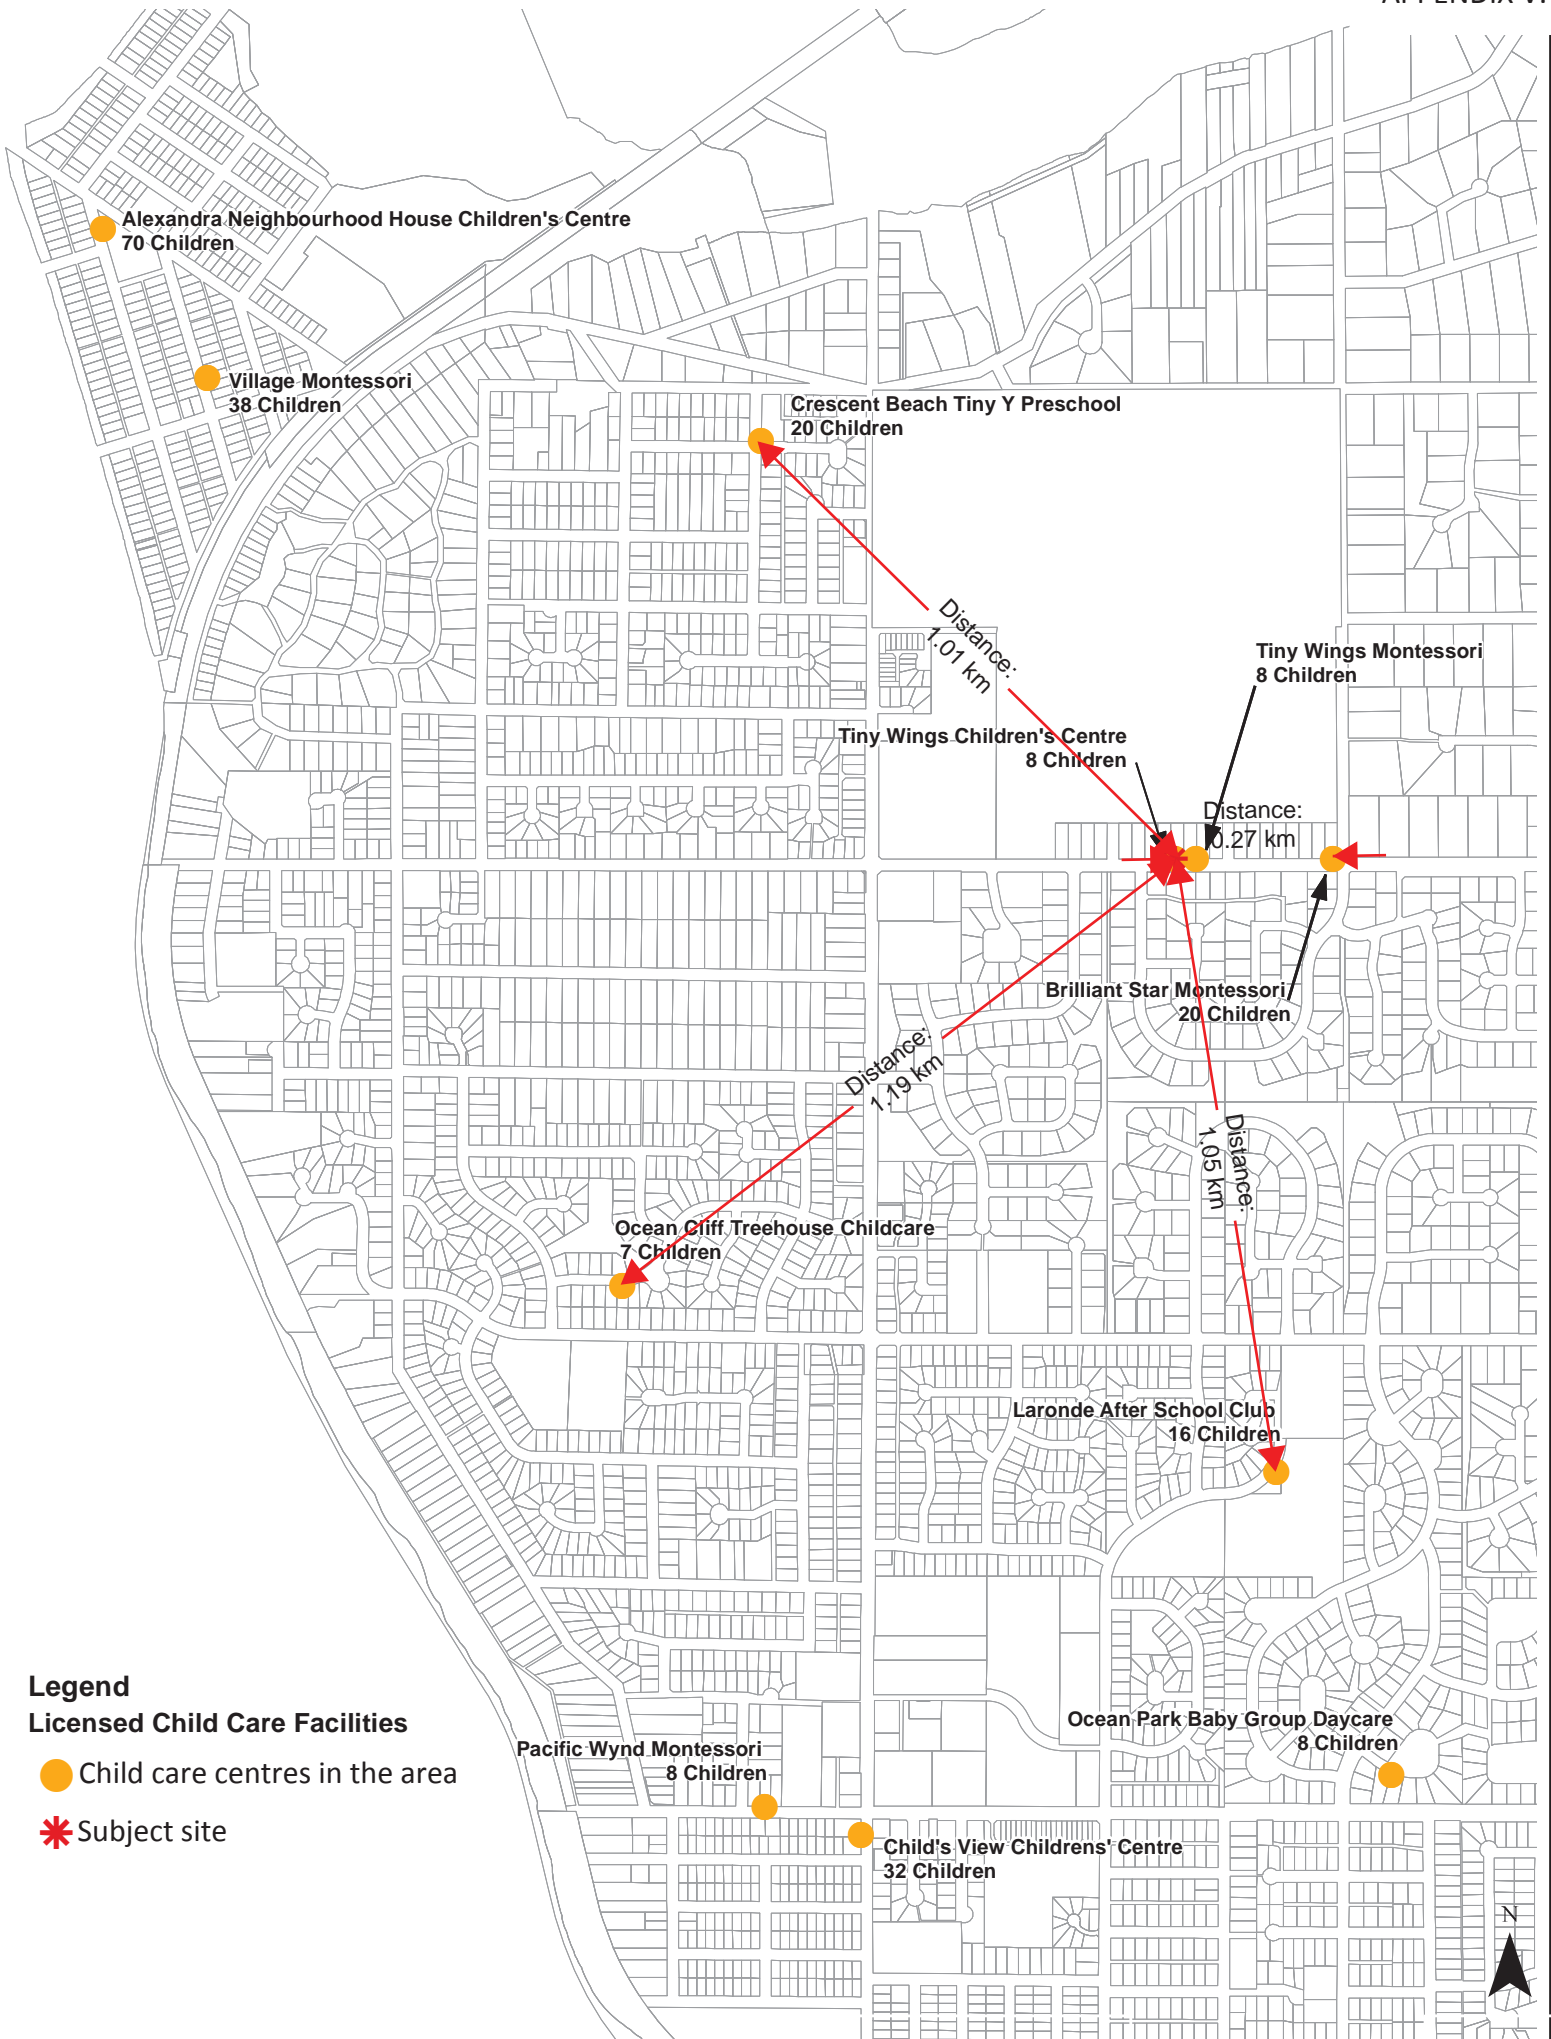 Alexandra Neighbourhood House Children's Centre
70 Children
Village Montessori
38 Children
Crescent Beach Tiny Y Preschool
20 Children
Distance:
1.01 km
Tiny Wings Montessori
8 Children
Tiny Wings Children's Centre
8 Children
Distance:
0.27 km
Brilliant Star Montessori
20 Children
Distance:
1.19 km
Distance:
1.05 km
Ocean Cliff Treehouse Childcare
7 Children
Laronde After School Club
16 Children
Legend
Licensed Child Care Facilities
Child care centres in the area
Subject site
Ocean Park Baby Group Daycare
8 Children
Pacific Wynd Montessori
8 Children
Child's View Childrens' Centre
32 Children
N